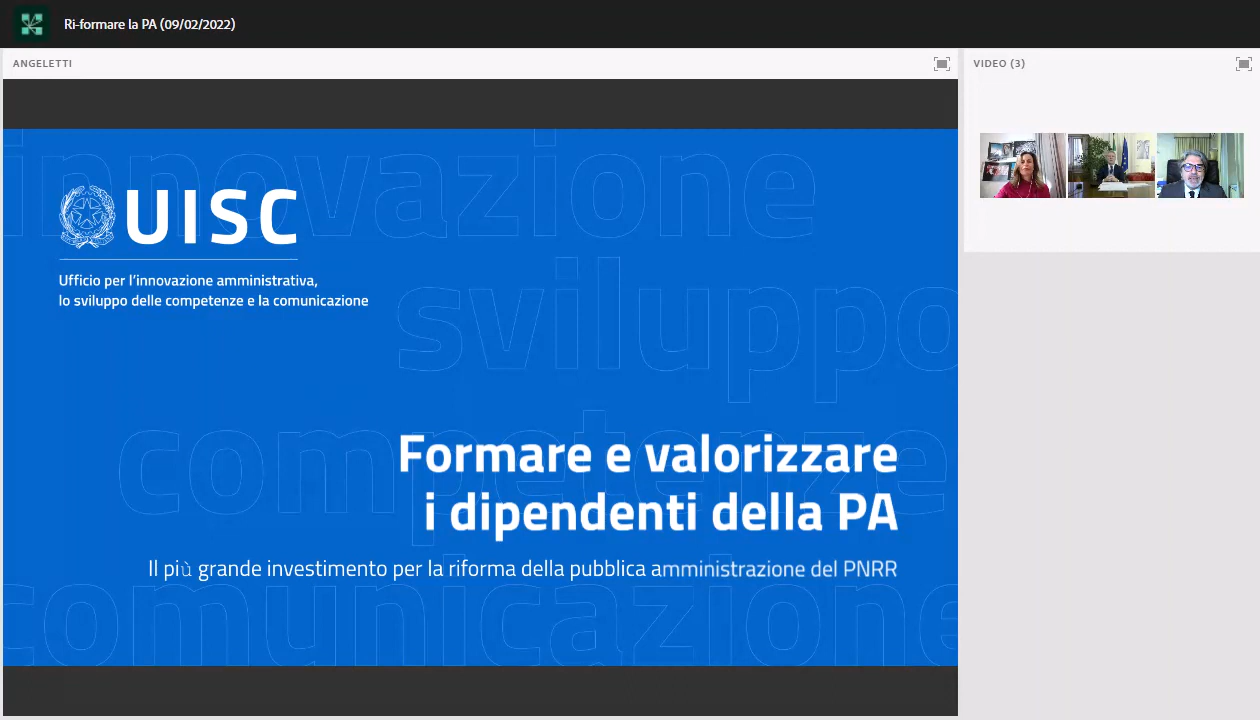 Ri-formare la PA (09/02/2022)
ANGELETTI
VIDEO (3)
innovazione
UISC
Ufficio per l'innovazione amministrativa,
lo sviluppo delle competenze e la comunicazione
sviluppo
competenze
Formare e valorizzare
i dipendenti della PA
Il più grande investimento per la riforma della pubblica amministrazione del PNRR
comunicazione